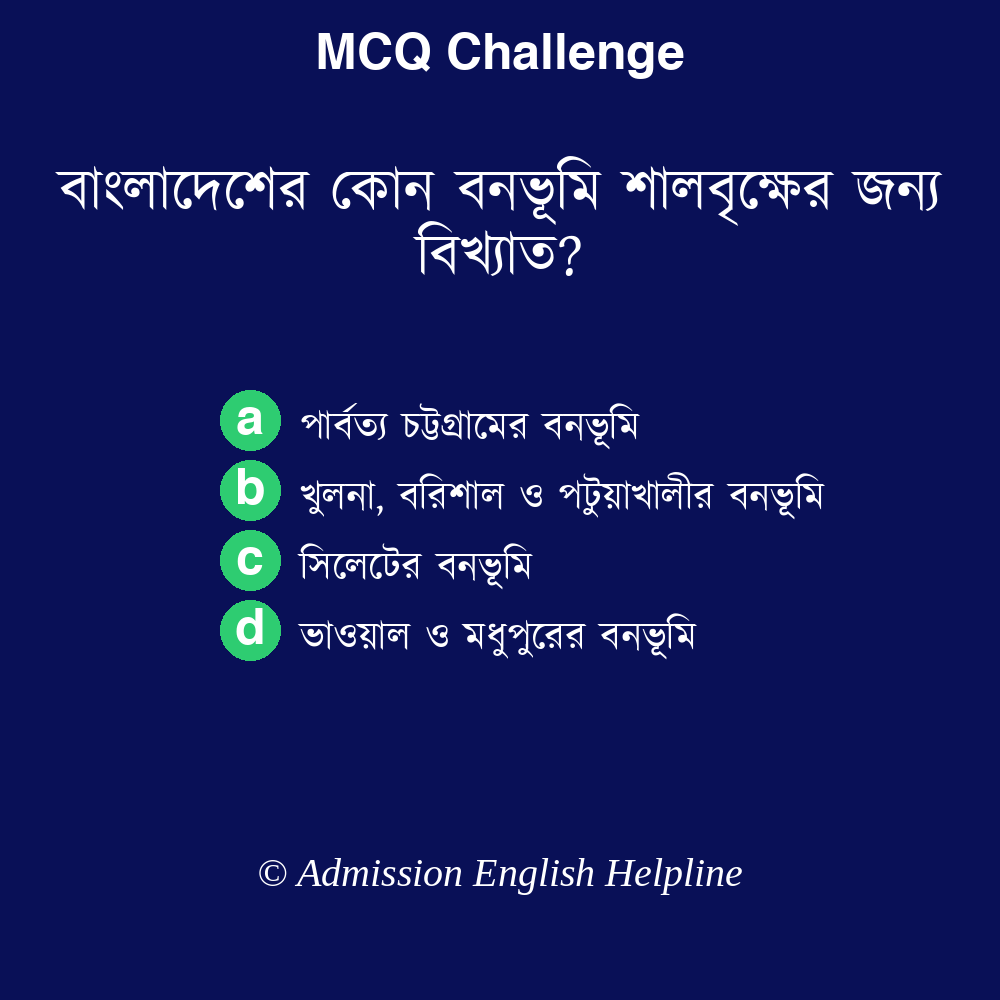 MCQ Challenge
বাংলাদেশের কোন বনভূমি শালবৃক্ষের জন্য
বিখ্যাত?
a পার্বত্য চট্টগ্রামের বনভূমি
b খুলনা, বরিশাল ও পটুয়াখালীর বনভূমি
c সিলেটের বনভূমি
d ভাওয়াল ও মধুপুরের বনভূমি
© Admission English Helpline